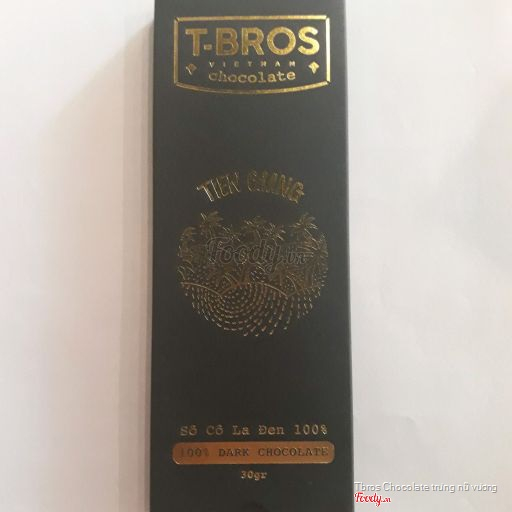 T-BROS
VIETNAM
chocolate
TIEN GIANG
Foody.vn
Sô Cô La Đen 100%
100% DARK CHOCOLATE
30gr
Tbros Chocolate trưng nữ vương
Foody.vn